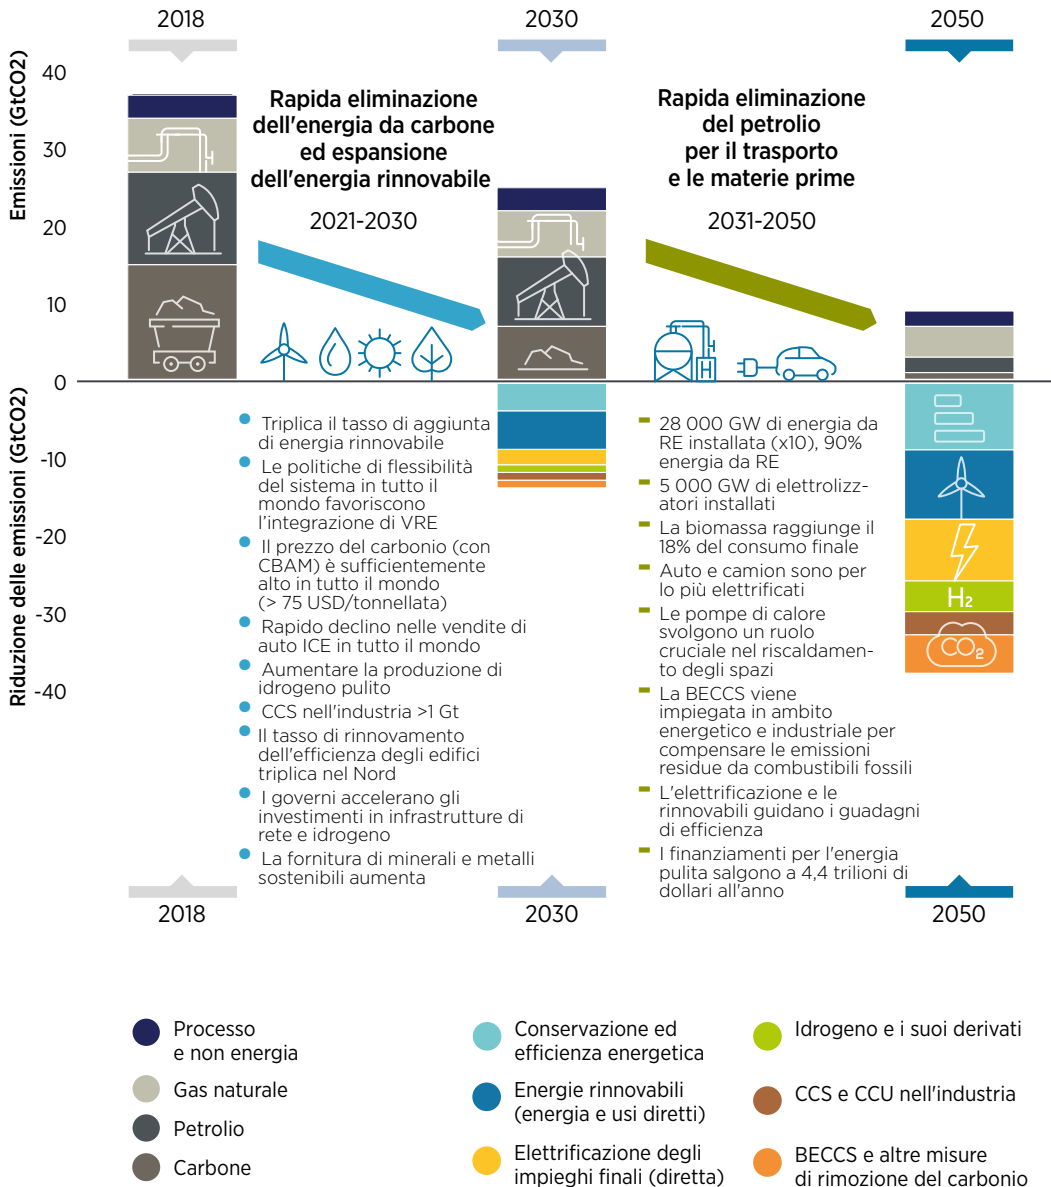 2018
2030
2050
Emissioni (GtCO2)
40
30
20
10
0
Rapida eliminazione
dell'energia da carbone
ed espansione
dell'energia rinnovabile
2021-2030
Rapida eliminazione
del petrolio
per il trasporto
e le materie prime
2031-2050
H
Riduzione delle emissioni (GtCO2)
-10
-20
-30
-40
Triplica il tasso di aggiunta
di energia rinnovabile
Le politiche di flessibilità
del sistema in tutto il
mondo favoriscono
l'integrazione di VRE
Il prezzo del carbonio (con
CBAM) è sufficientemente
alto in tutto il mondo
(> 75 USD/tonnellata)
Rapido declino nelle vendite di
auto ICE in tutto il mondo
Aumentare la produzione di
idrogeno pulito
CCS nell'industria >1 Gt
Il tasso di rinnovamento
dell'efficienza degli edifici
triplica nel Nord
I governi accelerano gli
investimenti in infrastrutture di
rete e idrogeno
La fornitura di minerali e metalli
sostenibili aumenta
28 000 GW di energia da
RE installata (x10), 90%
energia da RE
5 000 GW di elettrolizz-
atori installati
La biomassa raggiunge il
18% del consumo finale
Auto e camion sono per
lo più elettrificati
Le pompe di calore
svolgono un ruolo
cruciale nel riscaldamen-
to degli spazi
La BECCS viene
impiegata in ambito
energetico e industriale per
compensare le emissioni
residue da combustibili fossili
L'elettrificazione e le
rinnovabili guidano i guadagni
di efficienza
I finanziamenti per l'energia
pulita salgono a 4,4 trilioni di
dollari all'anno
H2
CO2
2018
2030
2050
Processo
e non energia
Gas naturale
Petrolio
Carbone
Conservazione ed
efficienza energetica
Energie rinnovabili
(energia e usi diretti)
Elettrificazione degli
impieghi finali (diretta)
Idrogeno e i suoi derivati
CCS e CCU nell'industria
BECCS e altre misure
di rimozione del carbonio